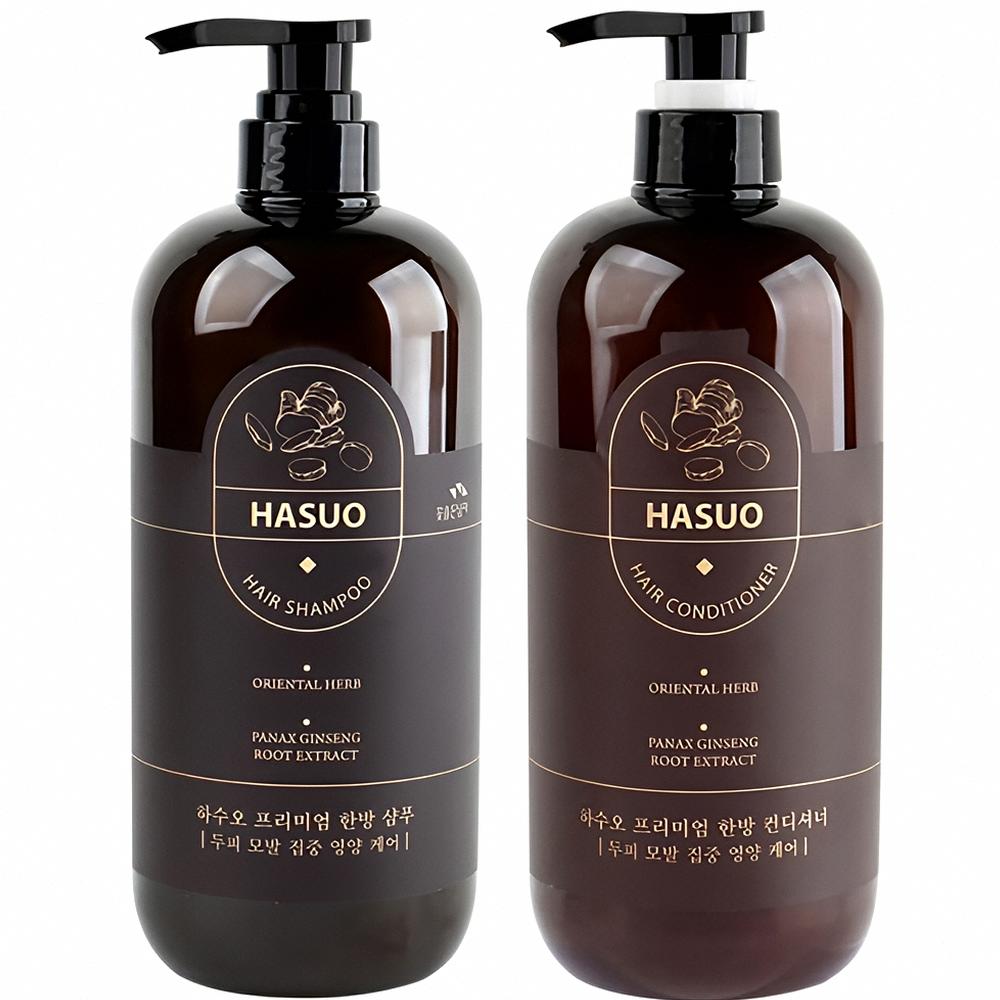 HASUO
HAIR SHAMPOO
ORIENTAL HERB
PANAX GINSENG
ROOT EXTRACT
하수오 프리미엄 한방 샴푸
| 두피 모발 집중 영양 케어 |
HASUO
HAIR CONDITIONER
ORIENTAL HERB
PANAX GINSENG
ROOT EXTRACT
하수오 프리미엄 한방 컨디셔너
| 두피 모발 집중 영양 케어 |